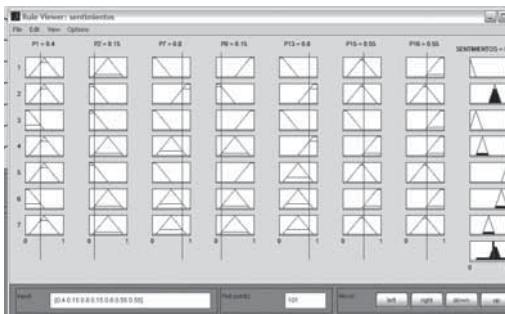 Rule Viewer: sentimientos
File Edit View Options
P1 = 0.4 P2 = 0.15 P7 = 0.8 P8 = 0.15 P13 = 0.8 P15 = 0.55 P16 = 0.55 SENTIMIENTOS =
1
2
3
4
5
6
7
0 1 0 1 0 1 0 1 0 1 0 1 0 1
0
Input: [0.4 0.15 0.8 0.15 0.8 0.55 0.55] Plot points: 101 Move: left right down up